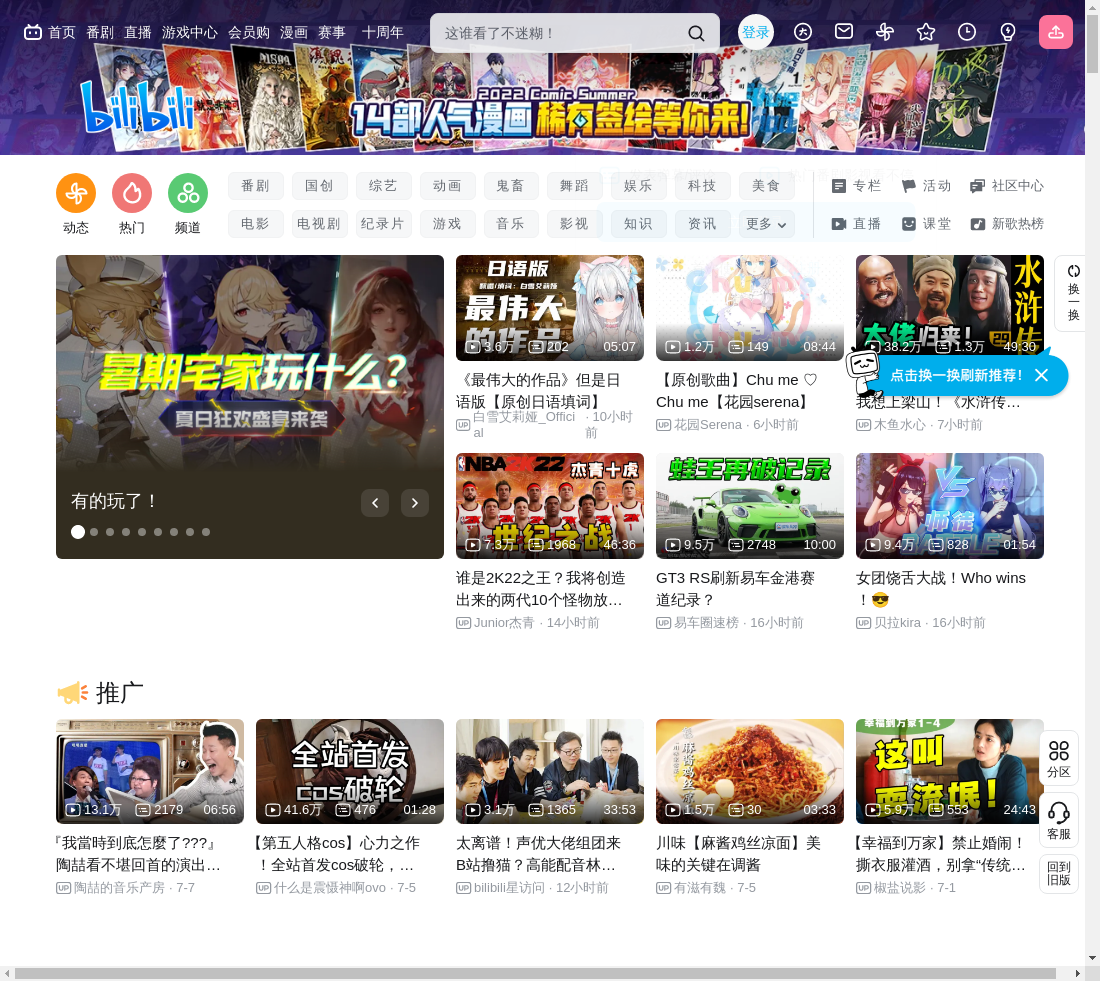 首页 番剧 直播 游戏中心 会员购 漫画 赛事 十周年
这谁看了不迷糊！
登录
bilibili
2022 Comic Summer
14部人气漫画 稀有签绘等你来!
番剧 国创 综艺 动画 鬼畜 舞蹈 娱乐 科技 美食
专栏 活动 社区中心
动态 热门 频道
电影 电视剧 纪录片 游戏 音乐 影视 知识 资讯 更多
直播 课堂 新歌热榜
暑期宅家玩什么?
夏日狂欢盛宴来袭
有的玩了！
日语版
翻唱/填词：白雪艾莉娅
最伟大
的作品
3.6万 202 05:07
《最伟大的作品》但是日
语版【原创日语填词】
白雪艾莉娅_Offici
al
· 10小时
前
1.2万 149 08:44
【原创歌曲】Chu me ♡
Chu me【花园serena】
花园Serena · 6小时前
水浒传
大佬归来!
38.2万 1.3万 49:30
点击换一换刷新推荐！
我想上梁山！《水浒传…
木鱼水心 · 7小时前
换
一
换
NBA 2K22
杰青十虎
世纪之战
7.3万 1968 46:36
谁是2K22之王？我将创造
出来的两代10个怪物放…
Junior杰青 · 14小时前
蛙王再破记录
9.5万 2748 10:00
GT3 RS刷新易车金港赛
道纪录？
易车圈速榜 · 16小时前
VS
师徒
9.4万 828 01:54
女团饶舌大战！Who wins
！😎
贝拉kira · 16小时前
推广
13.1万 2179 06:56
『我當時到底怎麼了???』
陶喆看不堪回首的演出…
陶喆的音乐产房 · 7-7
全站首发
cos破轮
41.6万 476 01:28
【第五人格cos】心力之作
！全站首发cos破轮，…
什么是震慑神啊ovo · 7-5
3.1万 1365 33:53
太离谱！声优大佬组团来
B站撸猫？高能配音林…
bilibili星访问 · 12小时前
麻酱鸡丝凉
1.5万 30 03:33
川味【麻酱鸡丝凉面】美
味的关键在调酱
有滋有魏 · 7-5
幸福到万家1-4
这叫
耍流氓!
5.9万 553 24:43
【幸福到万家】禁止婚闹！
撕衣服灌酒，别拿“传统…
椒盐说影 · 7-1
分区
客服
回到
旧版